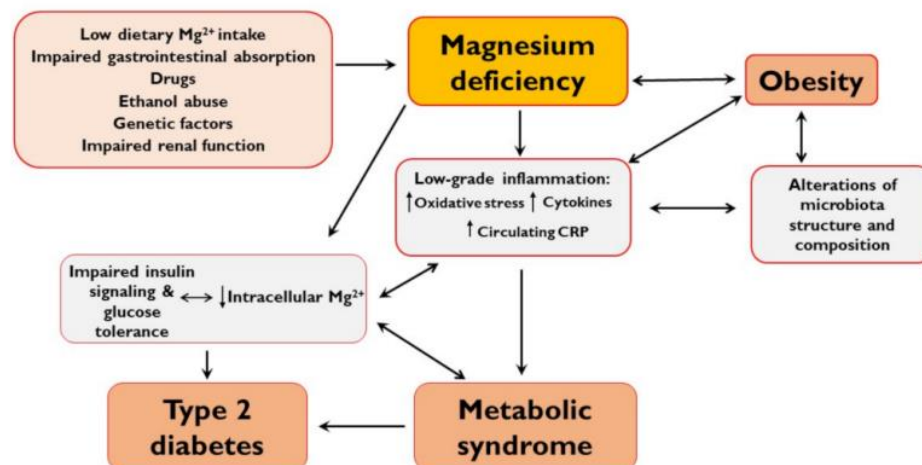 Low dietary Mg²⁺ intake
Impaired gastrointestinal absorption
Drugs
Ethanol abuse
Genetic factors
Impaired renal function
Magnesium
deficiency
Obesity
Low-grade inflammation:
↑Oxidative stress ↑ Cytokines
↑ Circulating CRP
Alterations of
microbiota
structure and
composition
Impaired insulin
signaling &
glucose
tolerance
↓Intracellular Mg²⁺
Type 2
diabetes
Metabolic
syndrome